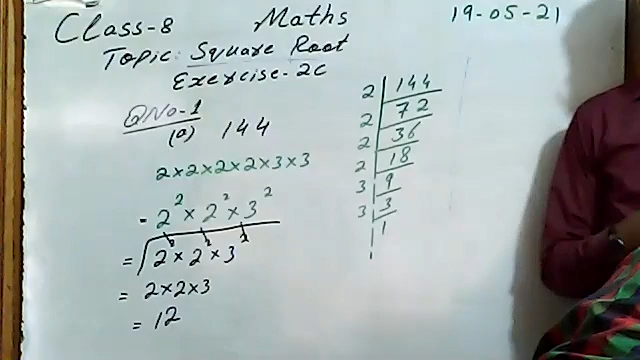 Class-8 Maths 19-05-21
Topic: Square Root
Exercise-2C
QNo-1
(a) 144
2×2×2×2×3×3
= 2² × 2² × 3²
= √2² × 2² × 3²
= 2×2×3
= 12
2 | 144
2 | 72
2 | 36
2 | 18
3 | 9
3 | 3
| 1